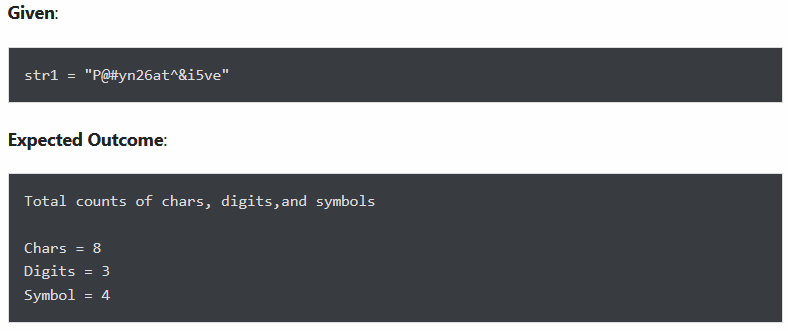 Given:
str1 = "P@#yn26at^&i5ve"
Expected Outcome:
Total counts of chars, digits,and symbols
Chars = 8
Digits = 3
Symbol = 4